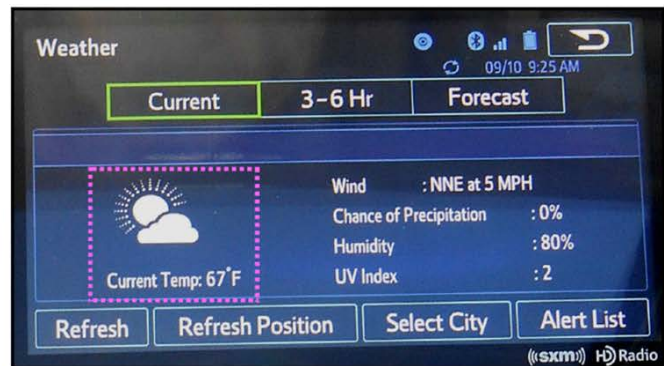 Weather
09/10 9:25 AM
Current 3-6 Hr Forecast
Wind : NNE at 5 MPH
Chance of Precipitation : 0%
Humidity : 80%
UV Index : 2
Current Temp: 67°F
Refresh Refresh Position Select City Alert List
((SXM)) HD Radio